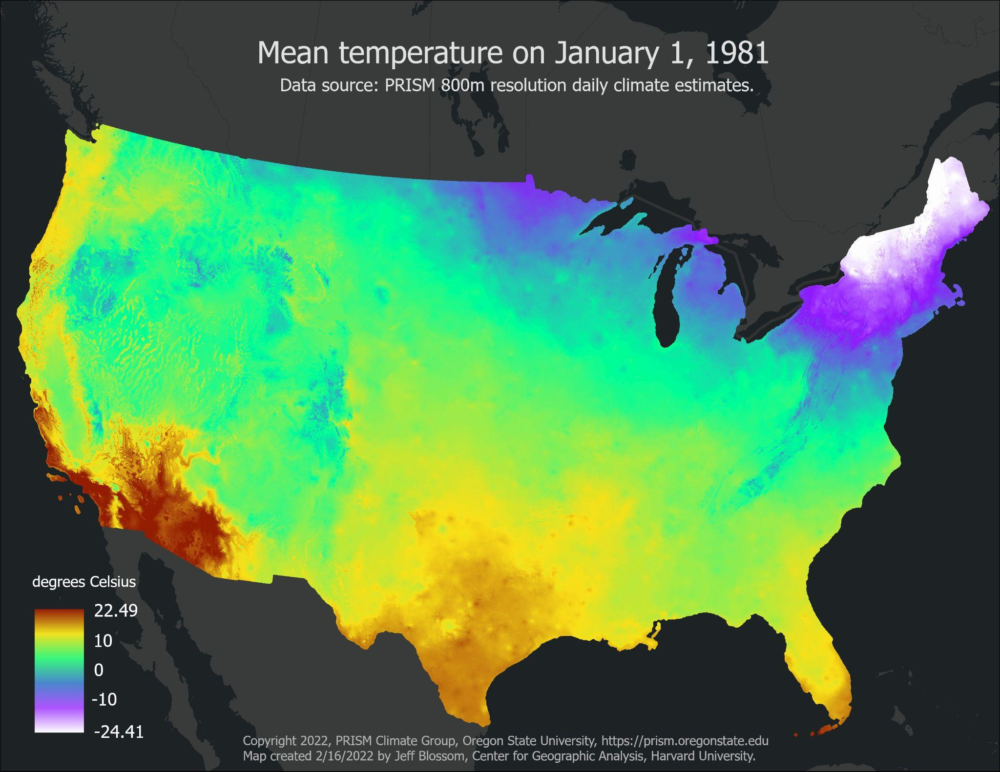 Mean temperature on January 1, 1981
Data source: PRISM 800m resolution daily climate estimates.
degrees Celsius
22.49
10
0
-10
-24.41
Copyright 2022, PRISM Climate Group, Oregon State University, https://prism.oregonstate.edu
Map created 2/16/2022 by Jeff Blossom, Center for Geographic Analysis, Harvard University.